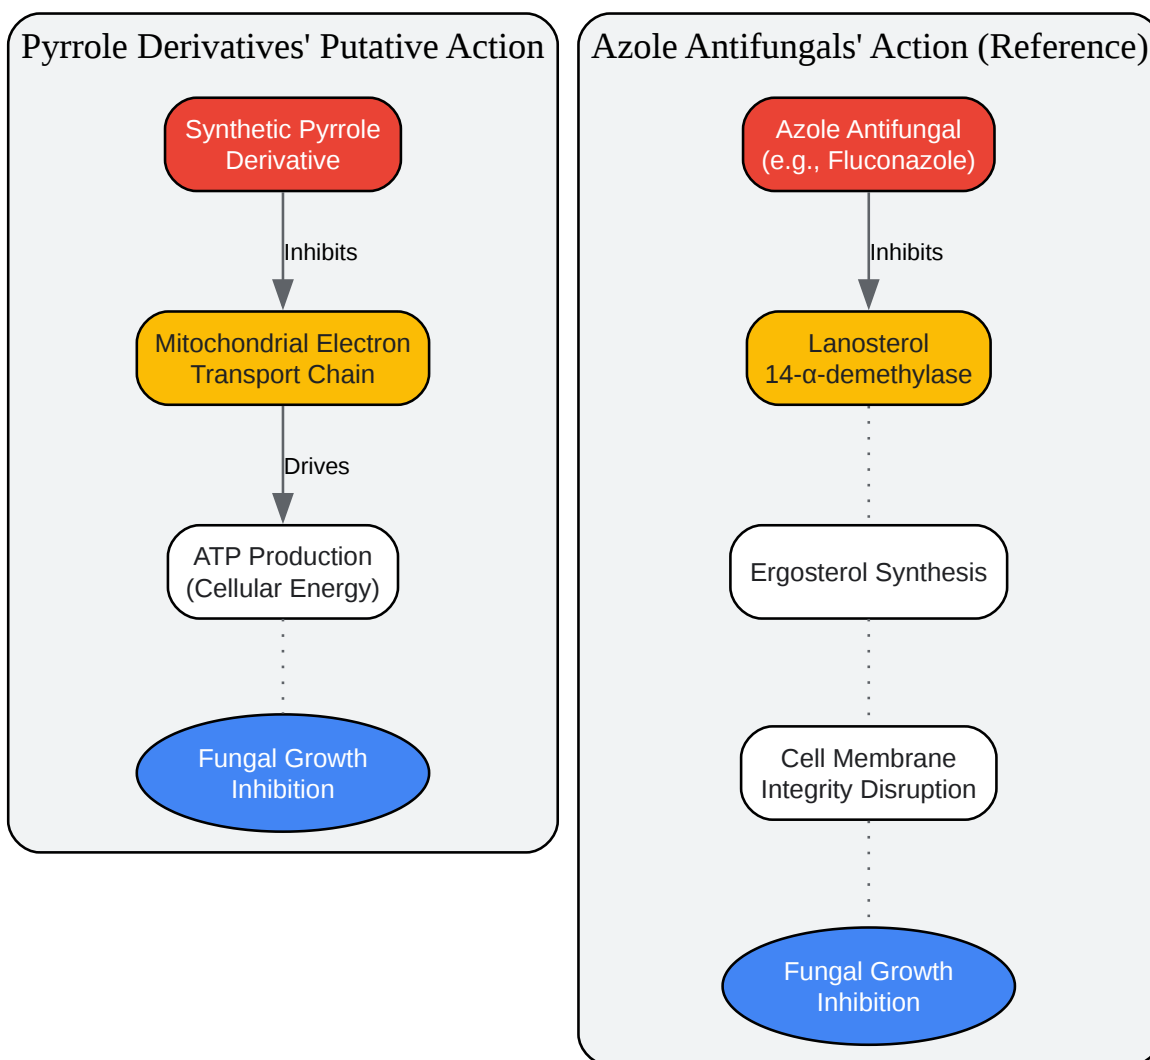 Pyrrole Derivatives' Putative Action
Synthetic Pyrrole
Derivative
Inhibits
Mitochondrial Electron
Transport Chain
Drives
ATP Production
(Cellular Energy)
Fungal Growth
Inhibition
Azole Antifungals' Action (Reference)
Azole Antifungal
(e.g., Fluconazole)
Inhibits
Lanosterol
14-α-demethylase
Ergosterol Synthesis
Cell Membrane
Integrity Disruption
Fungal Growth
Inhibition